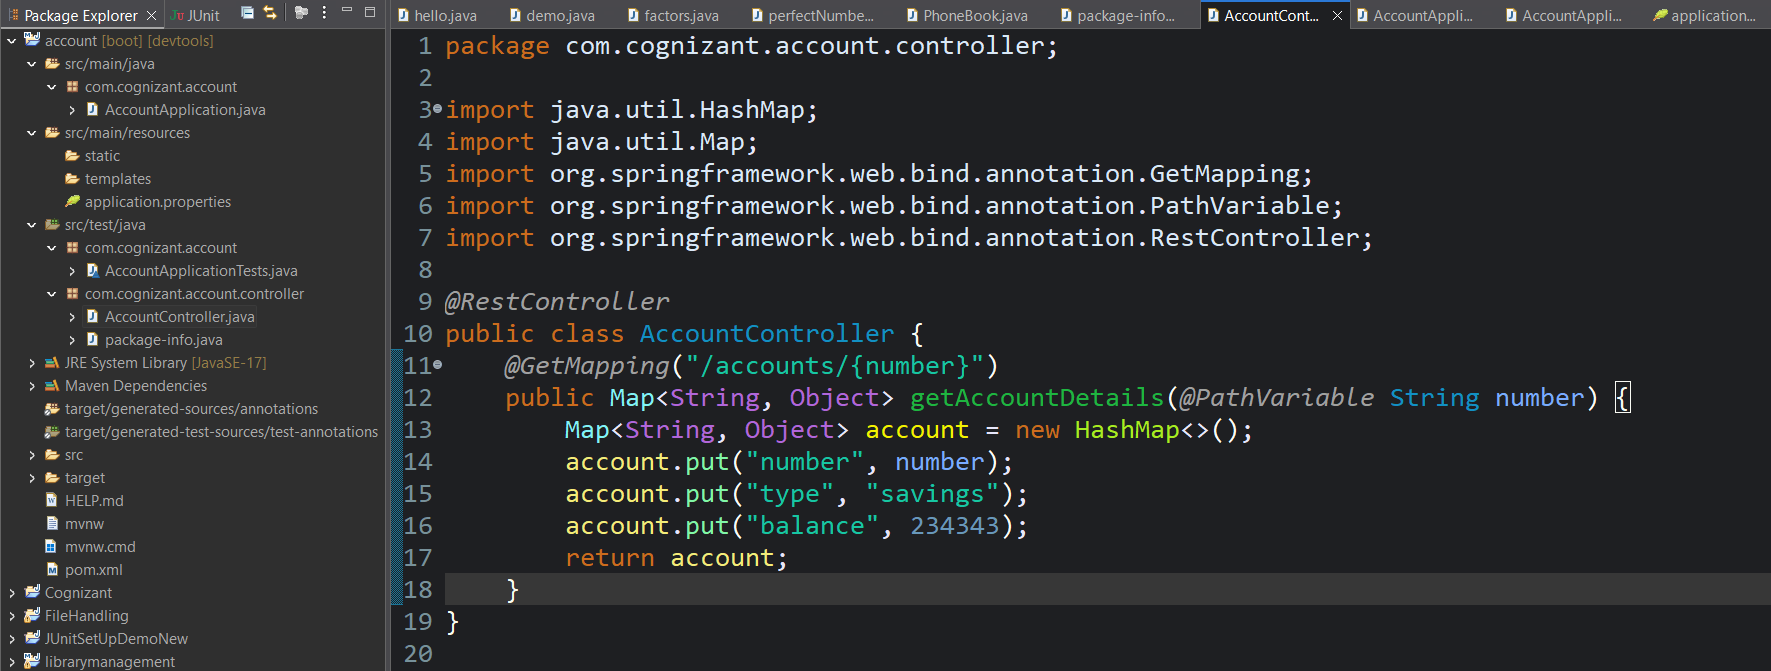 Package Explorer
JUnit
hello.java
demo.java
factors.java
perfectNumbe...
PhoneBook.java
package-info...
AccountCont...
AccountAppli...
AccountAppli...
application...
account [boot] [devtools]
src/main/java
com.cognizant.account
AccountApplication.java
src/main/resources
static
templates
application.properties
src/test/java
com.cognizant.account
AccountApplicationTests.java
com.cognizant.account.controller
AccountController.java
package-info.java
JRE System Library [JavaSE-17]
Maven Dependencies
target/generated-sources/annotations
target/generated-test-sources/test-annotations
src
target
HELP.md
mvnw
mvnw.cmd
pom.xml
Cognizant
FileHandling
JUnitSetUpDemoNew
librarymanagement
1 package com.cognizant.account.controller;
2
3 import java.util.HashMap;
4 import java.util.Map;
5 import org.springframework.web.bind.annotation.GetMapping;
6 import org.springframework.web.bind.annotation.PathVariable;
7 import org.springframework.web.bind.annotation.RestController;
8
9 @RestController
10 public class AccountController {
11     @GetMapping("/accounts/{number}")
12     public Map<String, Object> getAccountDetails(@PathVariable String number) {
13         Map<String, Object> account = new HashMap<>();
14         account.put("number", number);
15         account.put("type", "savings");
16         account.put("balance", 234343);
17         return account;
18     }
19 }
20